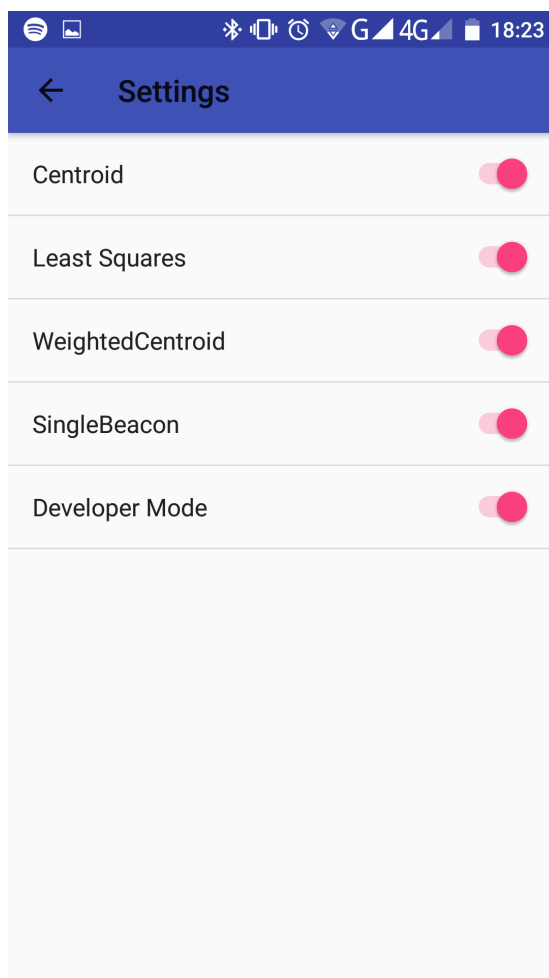 G 4G 18:23
Settings
Centroid
Least Squares
WeightedCentroid
SingleBeacon
Developer Mode